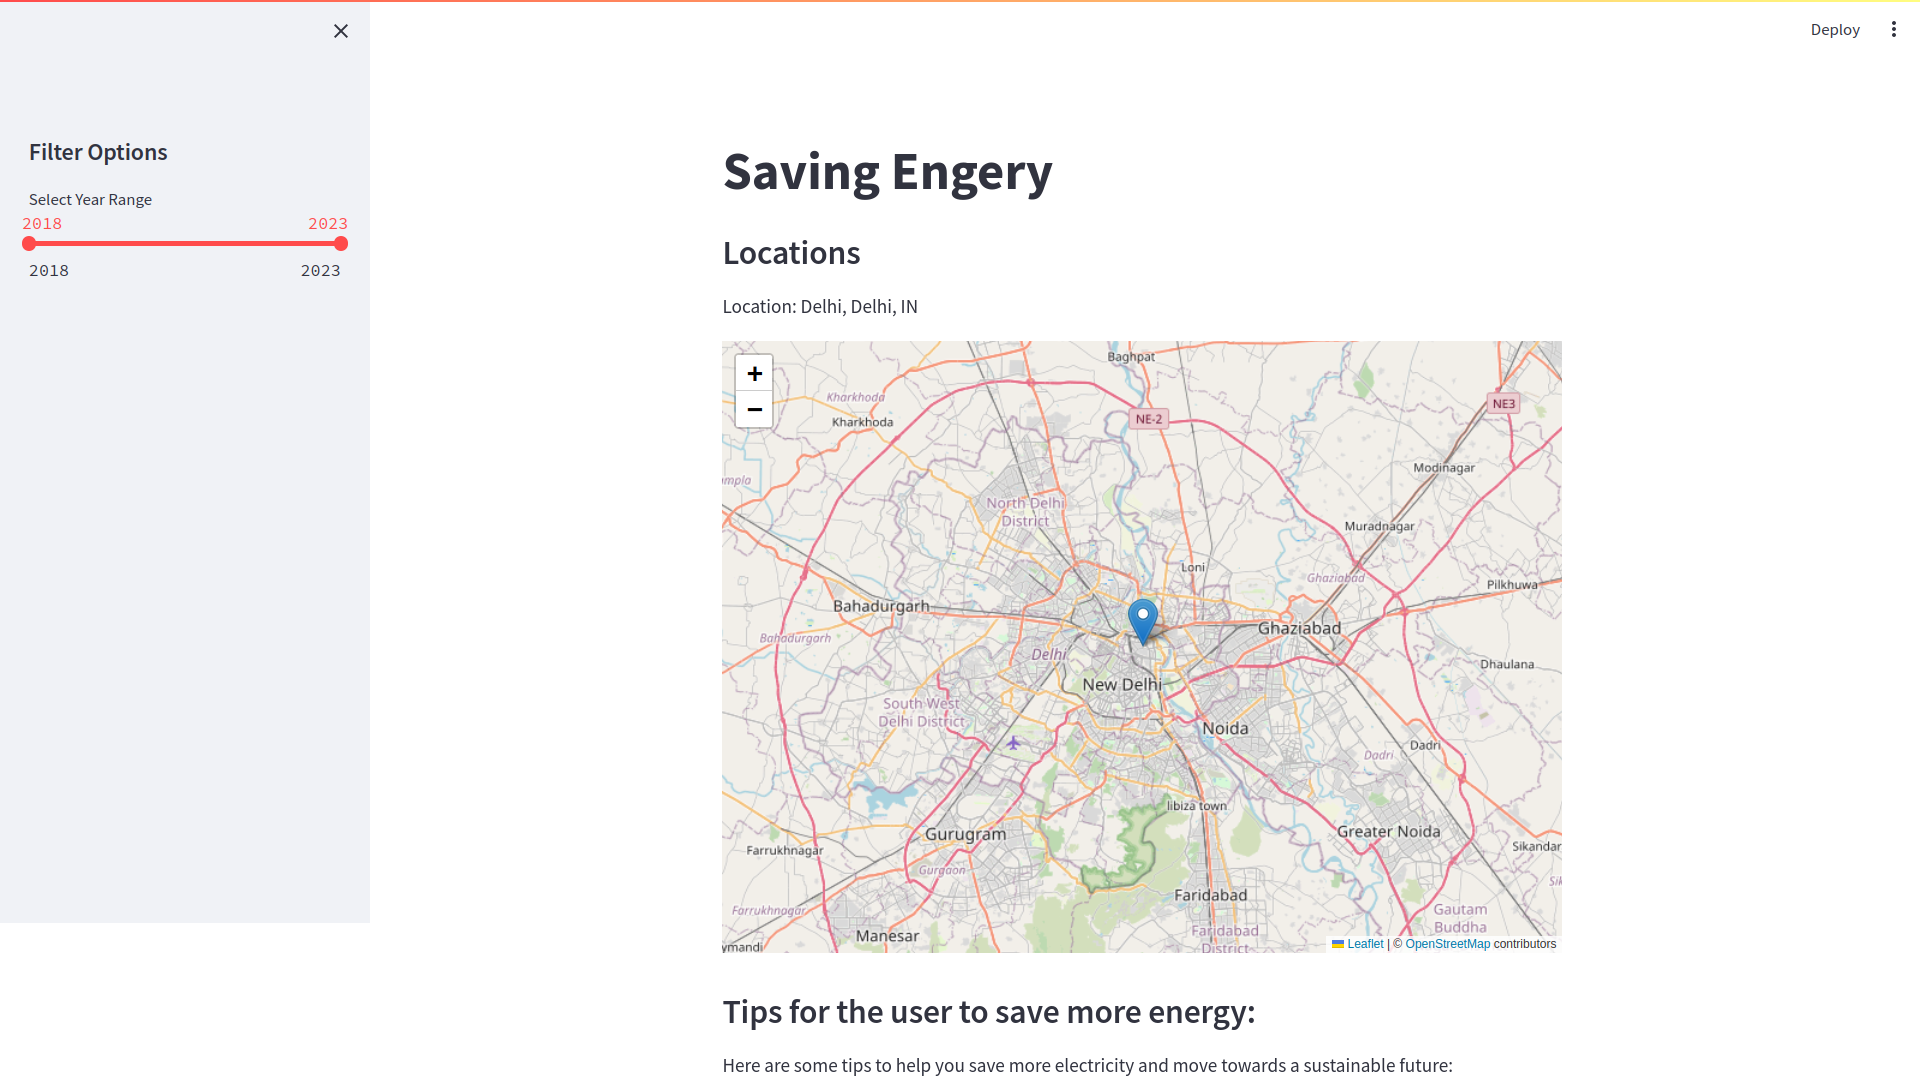 Deploy
Filter Options
Select Year Range
2018 2023
2018 2023
Saving Engery
Locations
Location: Delhi, Delhi, IN
+
−
Baghpat
Kharkhoda
NE3
NE-2
Kharkhoda
Modinagar
ampla
North Delhi
District
Muradnagar
Loni
Ghaziabad
Pilkhuwa
Bahadurgarh
Ghaziabad
Bahadurgarh
Delhi
Dhaulana
New Delhi
South West
Delhi District
Noida
Dadri
Dadri
libiza town
Gurugram
Greater Noida
Farrukhnagar
Sikandar
Gurgaon
Sik
Faridabad
Farrukhnagar
Gautam
Buddha
Faridabad
District
Manesar
ymandi
Leaflet | © OpenStreetMap contributors
Tips for the user to save more energy:
Here are some tips to help you save more electricity and move towards a sustainable future: